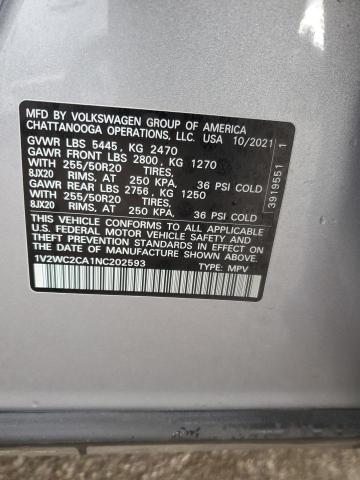 MFD BY VOLKSWAGEN GROUP OF AMERICA
CHATTANOOGA OPERATIONS, LLC. USA 10/2021
GVWR LBS 5445, KG 2470
GAWR FRONT LBS 2800, KG 1270
WITH 255/50R20 TIRES,
8JX20 RIMS, AT 250 KPA, 36 PSI COLD
GAWR REAR LBS 2756, KG 1250
WITH 255/50R20 TIRES,
8JX20 RIMS, AT 250 KPA, 36 PSI COLD
THIS VEHICLE CONFORMS TO ALL APPLICABLE
U.S. FEDERAL MOTOR VEHICLE SAFETY AND
THEFT PREVENTION STANDARDS IN EFFECT ON
THE DATE OF MANUFACTURE SHOWN ABOVE.
1V2WC2CA1NC202593 TYPE: MPV
3919551 1